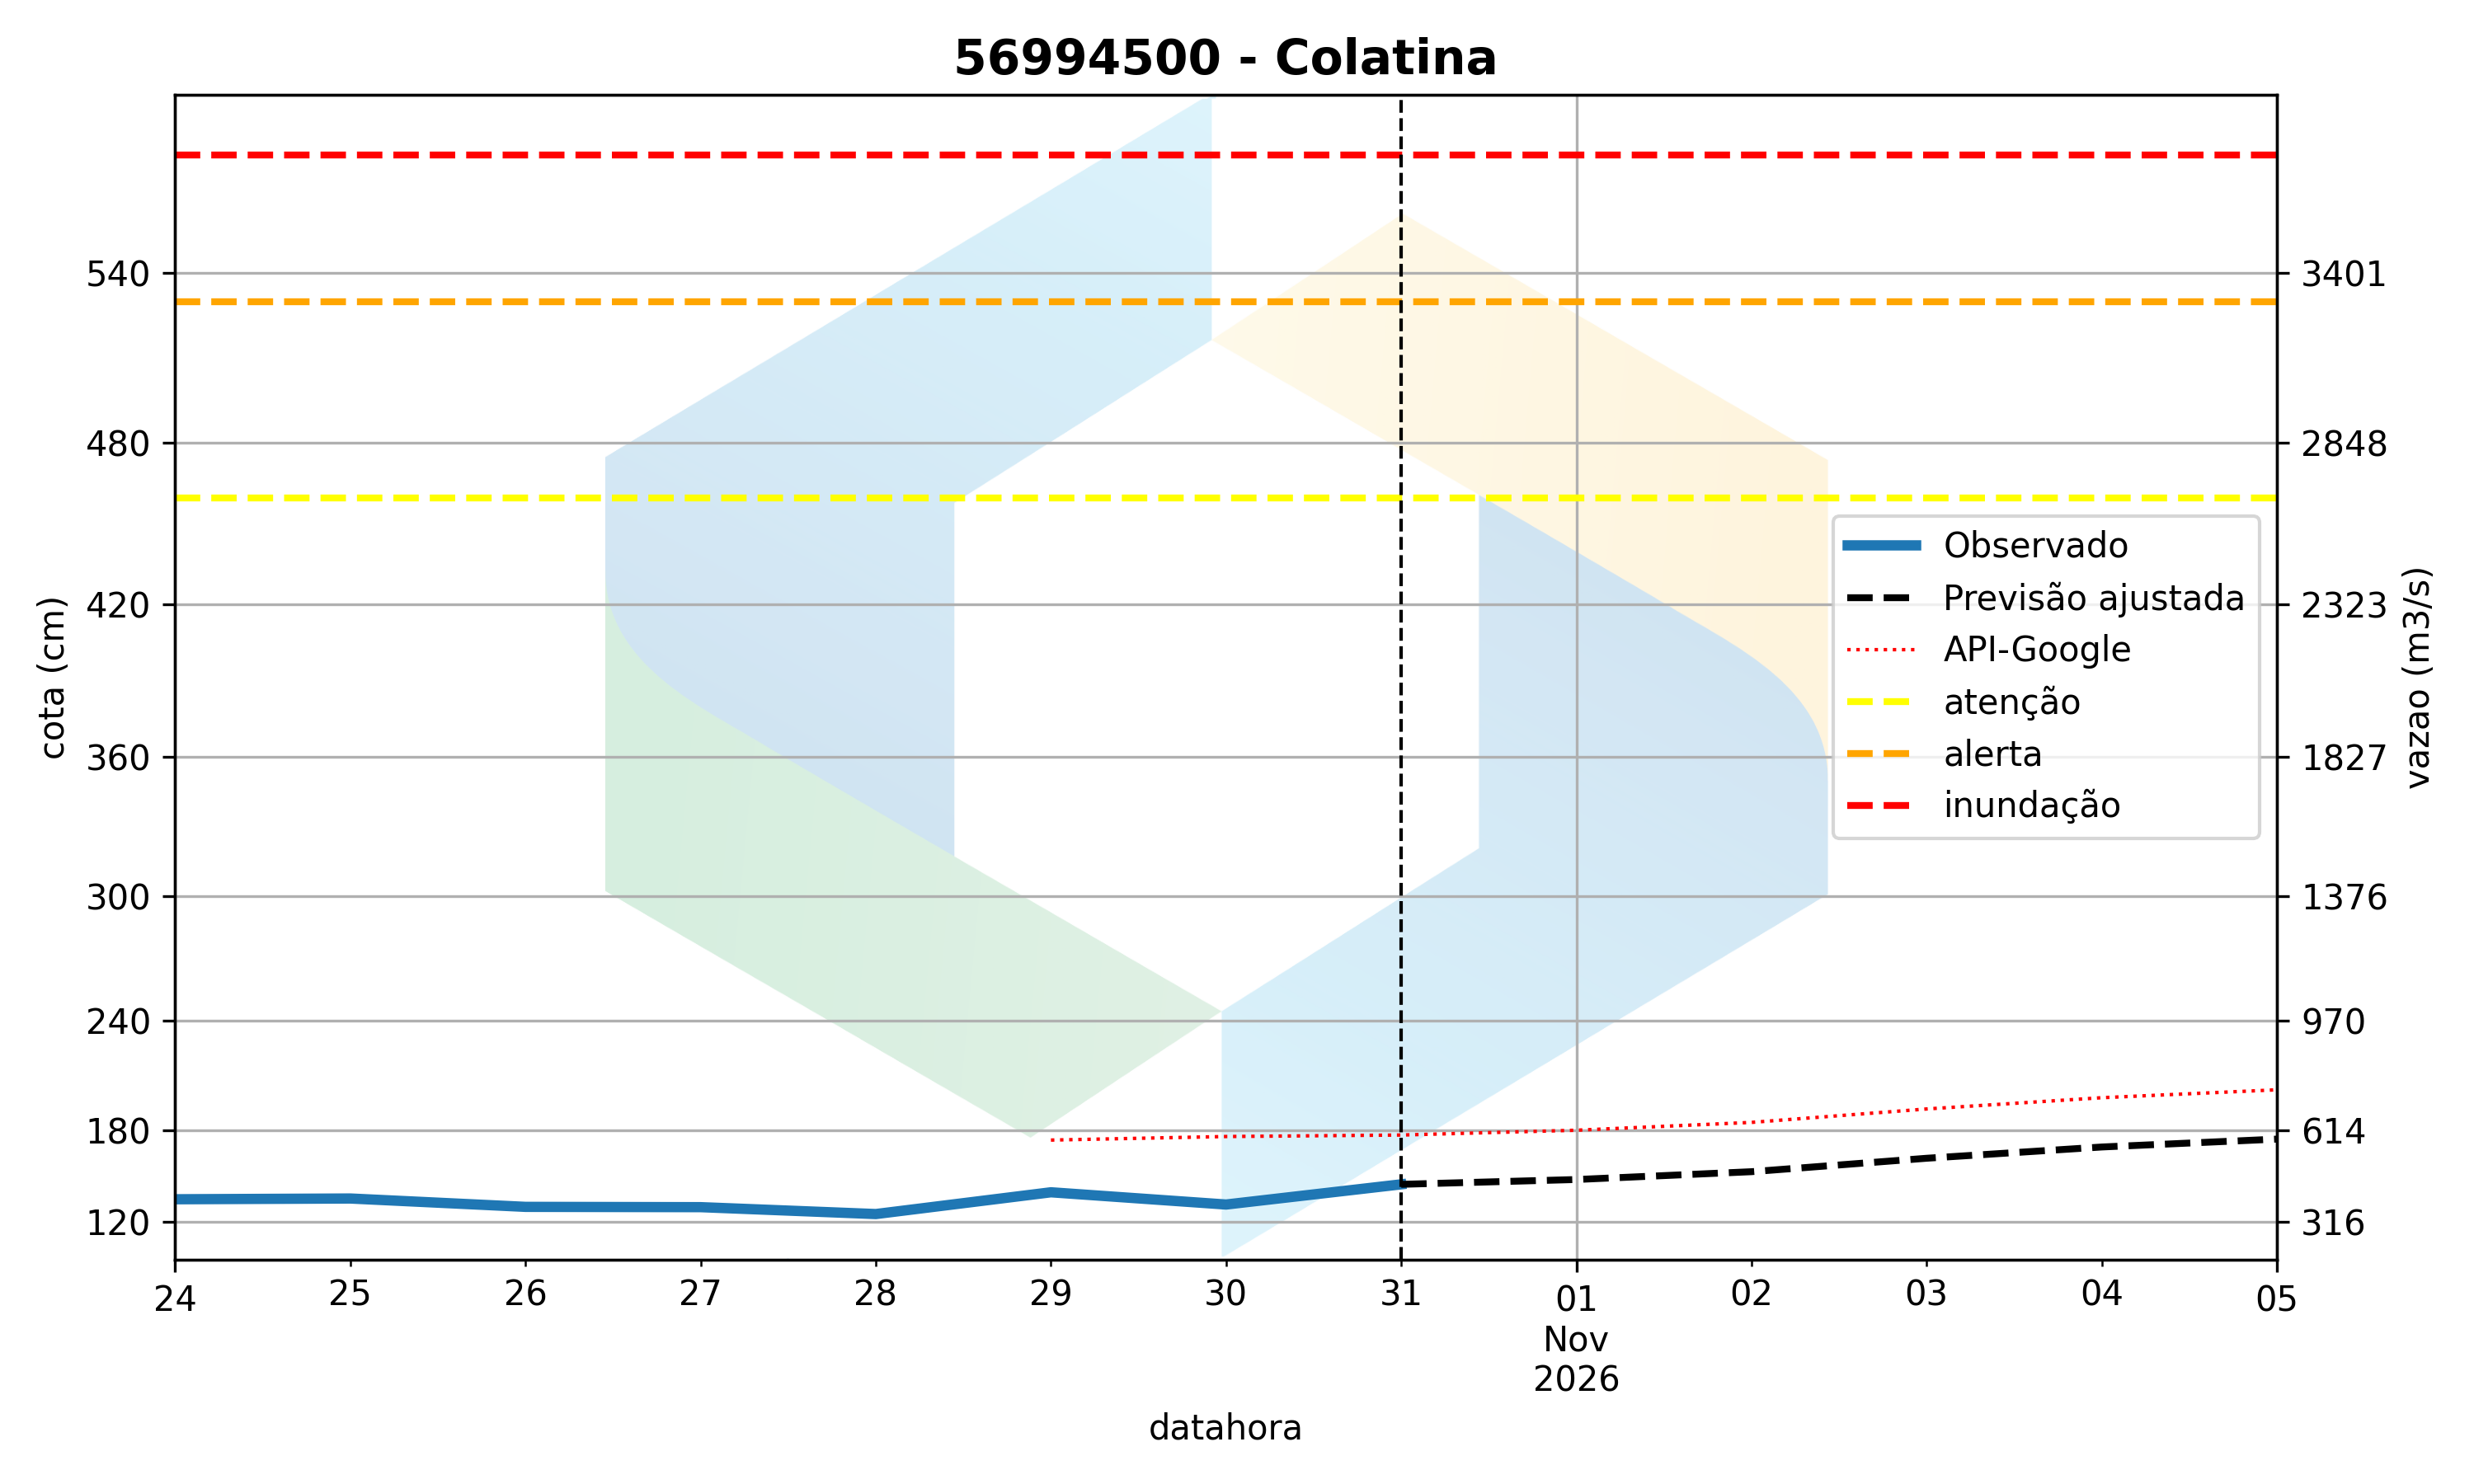 56994500 - Colatina
540
480
420
360
300
240
180
120
cota (cm)
3401
2848
2323
1827
1376
970
614
316
vazao (m3/s)
Observado
Previsão ajustada
API-Google
atenção
alerta
inundação
24 25 26 27 28 29 30 31 01 02 03 04 05
Nov
2026
datahora